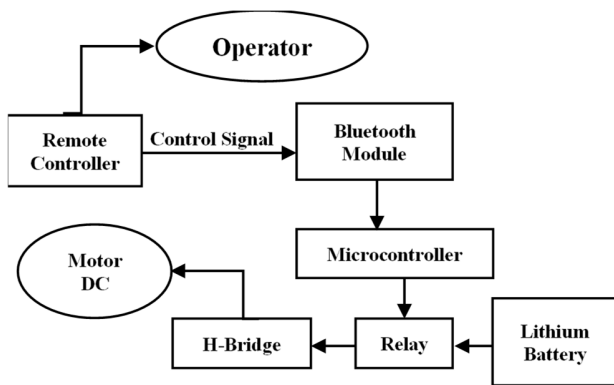 Operator
Remote
Controller
Control Signal
Bluetooth
Module
Microcontroller
Motor
DC
H-Bridge
Relay
Lithium
Battery